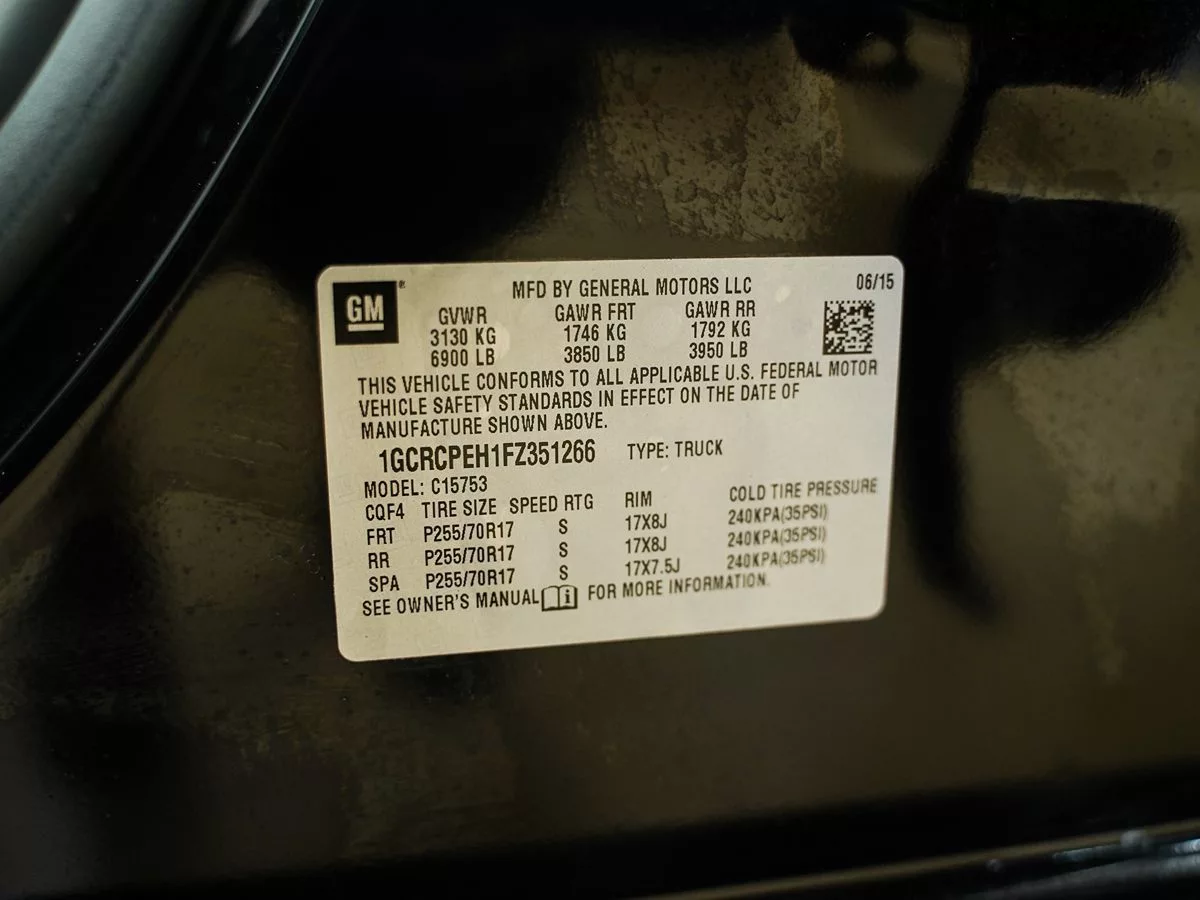 GM® MFD BY GENERAL MOTORS LLC 06/15
GVWR GAWR FRT GAWR RR
3130 KG 1746 KG 1792 KG
6900 LB 3850 LB 3950 LB
THIS VEHICLE CONFORMS TO ALL APPLICABLE U.S. FEDERAL MOTOR
VEHICLE SAFETY STANDARDS IN EFFECT ON THE DATE OF
MANUFACTURE SHOWN ABOVE.
1GCRCPEH1FZ351266 TYPE: TRUCK
MODEL: C15753
CQF4 TIRE SIZE SPEED RTG RIM COLD TIRE PRESSURE
FRT P255/70R17 S 17X8J 240KPA(35PSI)
RR P255/70R17 S 17X8J 240KPA(35PSI)
SPA P255/70R17 S 17X7.5J 240KPA(35PSI)
SEE OWNER'S MANUAL i FOR MORE INFORMATION.